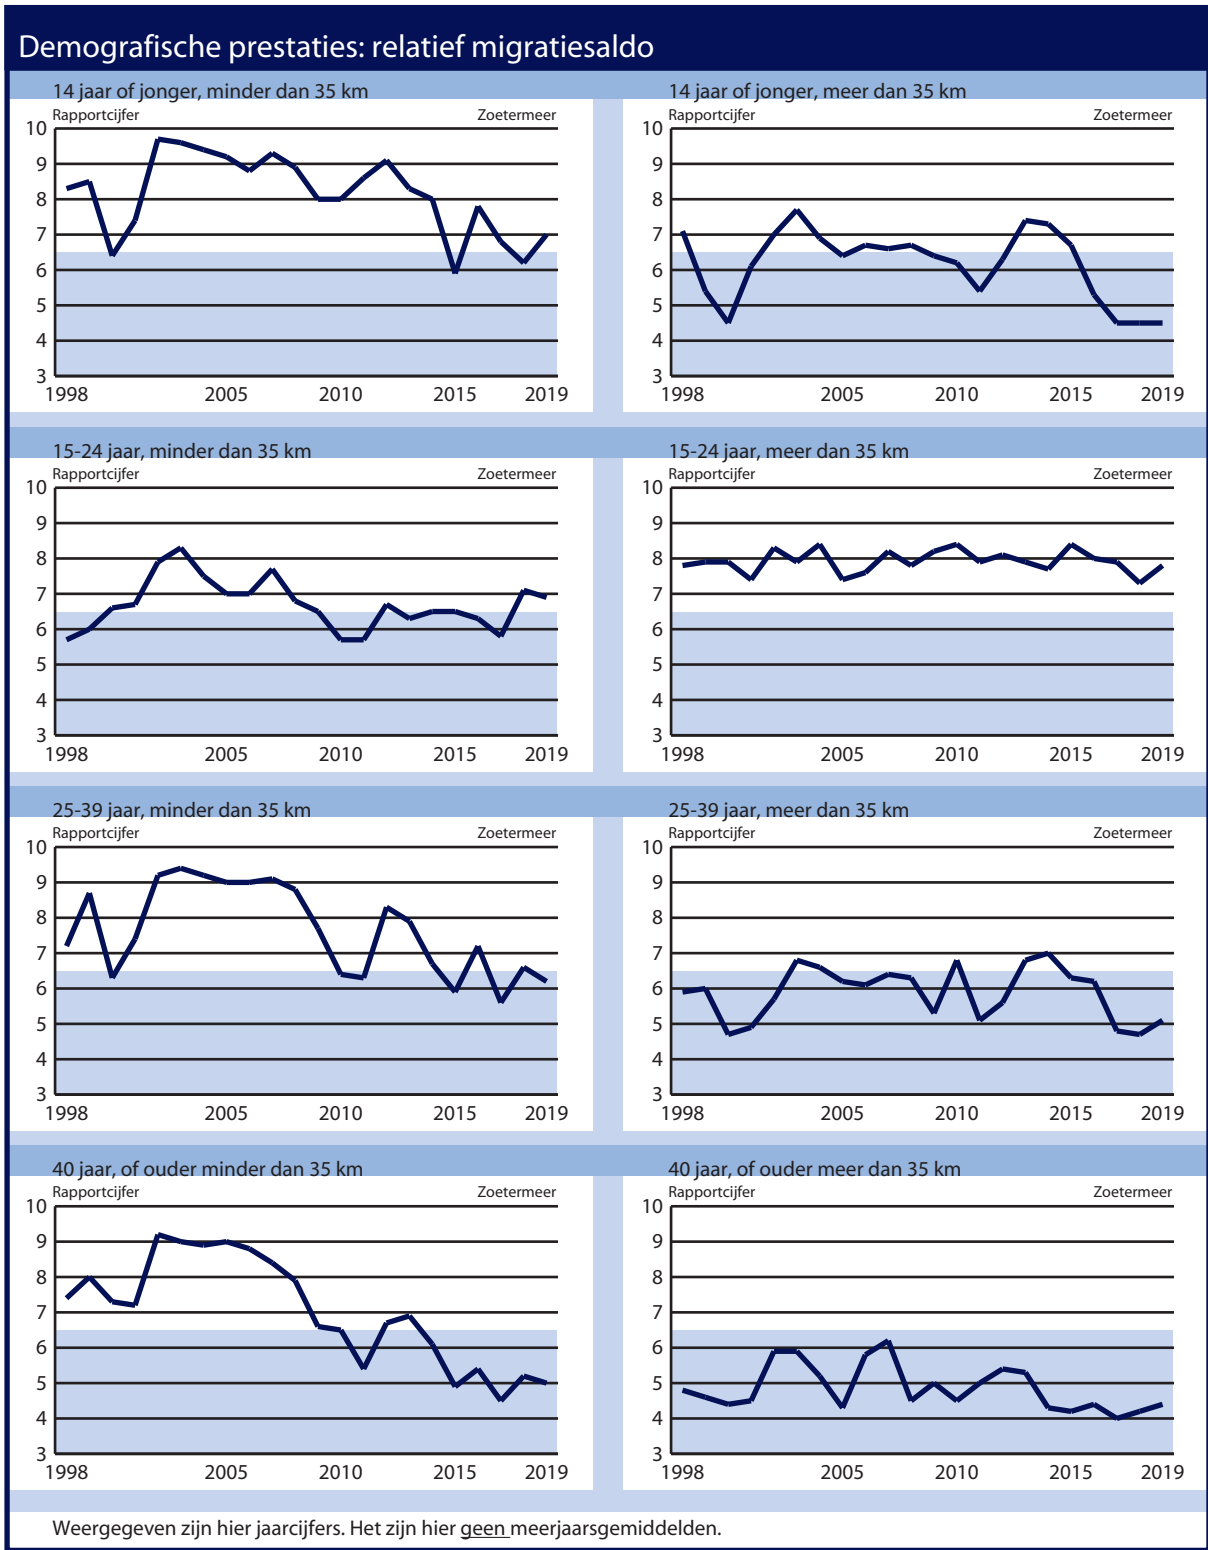 Demografische prestaties: relatief migratiesaldo
14 jaar of jonger, minder dan 35 km
Rapportcijfer Zoetermeer
10
9
8
7
6
5
4
3
1998 2005 2010 2015 2019
14 jaar of jonger, meer dan 35 km
Rapportcijfer Zoetermeer
10
9
8
7
6
5
4
3
1998 2005 2010 2015 2019
15-24 jaar, minder dan 35 km
Rapportcijfer Zoetermeer
10
9
8
7
6
5
4
3
1998 2005 2010 2015 2019
15-24 jaar, meer dan 35 km
Rapportcijfer Zoetermeer
10
9
8
7
6
5
4
3
1998 2005 2010 2015 2019
25-39 jaar, minder dan 35 km
Rapportcijfer Zoetermeer
10
9
8
7
6
5
4
3
1998 2005 2010 2015 2019
25-39 jaar, meer dan 35 km
Rapportcijfer Zoetermeer
10
9
8
7
6
5
4
3
1998 2005 2010 2015 2019
40 jaar, of ouder minder dan 35 km
Rapportcijfer Zoetermeer
10
9
8
7
6
5
4
3
1998 2005 2010 2015 2019
40 jaar, of ouder meer dan 35 km
Rapportcijfer Zoetermeer
10
9
8
7
6
5
4
3
1998 2005 2010 2015 2019
Weergegeven zijn hier jaarcijfers. Het zijn hier geen meerjaarsgemiddelden.